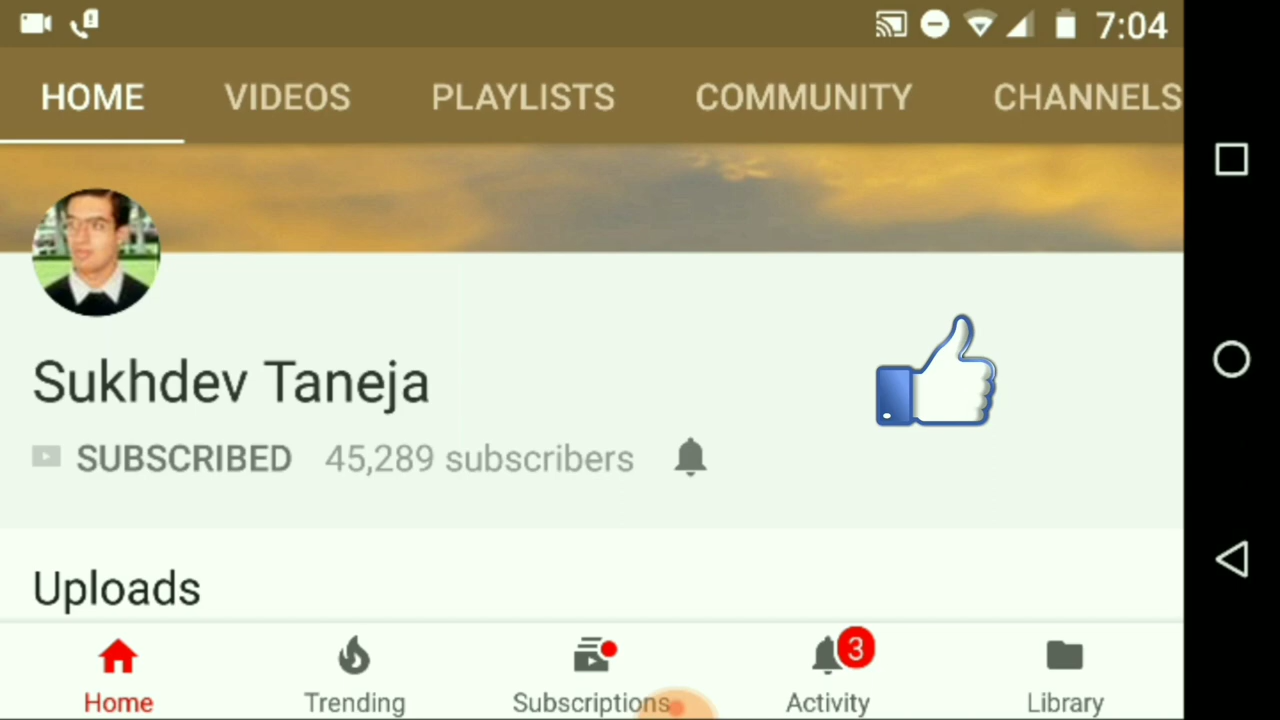 7:04
HOME VIDEOS PLAYLISTS COMMUNITY CHANNELS
Sukhdev Taneja
SUBSCRIBED 45,289 subscribers
Uploads
3
Home Trending Subscriptions Activity Library